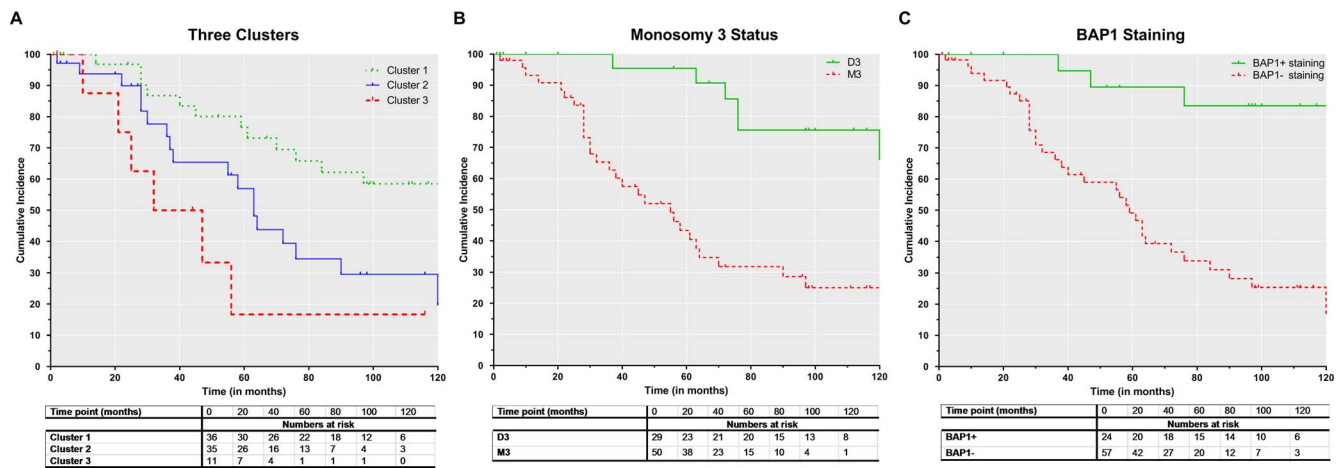 A
Three Clusters
Cumulative Incidence
100
90
80
70
60
50
40
30
20
10
0
Cluster 1
Cluster 2
Cluster 3
0 20 40 60 80 100 120
Time (in months)
Time point (months) 0 20 40 60 80 100 120
Numbers at risk
Cluster 1 36 30 26 22 18 12 6
Cluster 2 35 26 16 13 7 4 3
Cluster 3 11 7 4 1 1 1 0
B
Monosomy 3 Status
Cumulative Incidence
100
90
80
70
60
50
40
30
20
10
0
D3
M3
0 20 40 60 80 100 120
Time (in months)
Time point (months) 0 20 40 60 80 100 120
Numbers at risk
D3 29 23 21 20 15 13 8
M3 50 38 23 15 10 4 1
C
BAP1 Staining
Cumulative Incidence
100
90
80
70
60
50
40
30
20
10
0
BAP1+ staining
BAP1- staining
0 20 40 60 80 100 120
Time (in months)
Time point (months) 0 20 40 60 80 100 120
Numbers at risk
BAP1+ 24 20 18 15 14 10 6
BAP1- 57 42 27 20 12 7 3